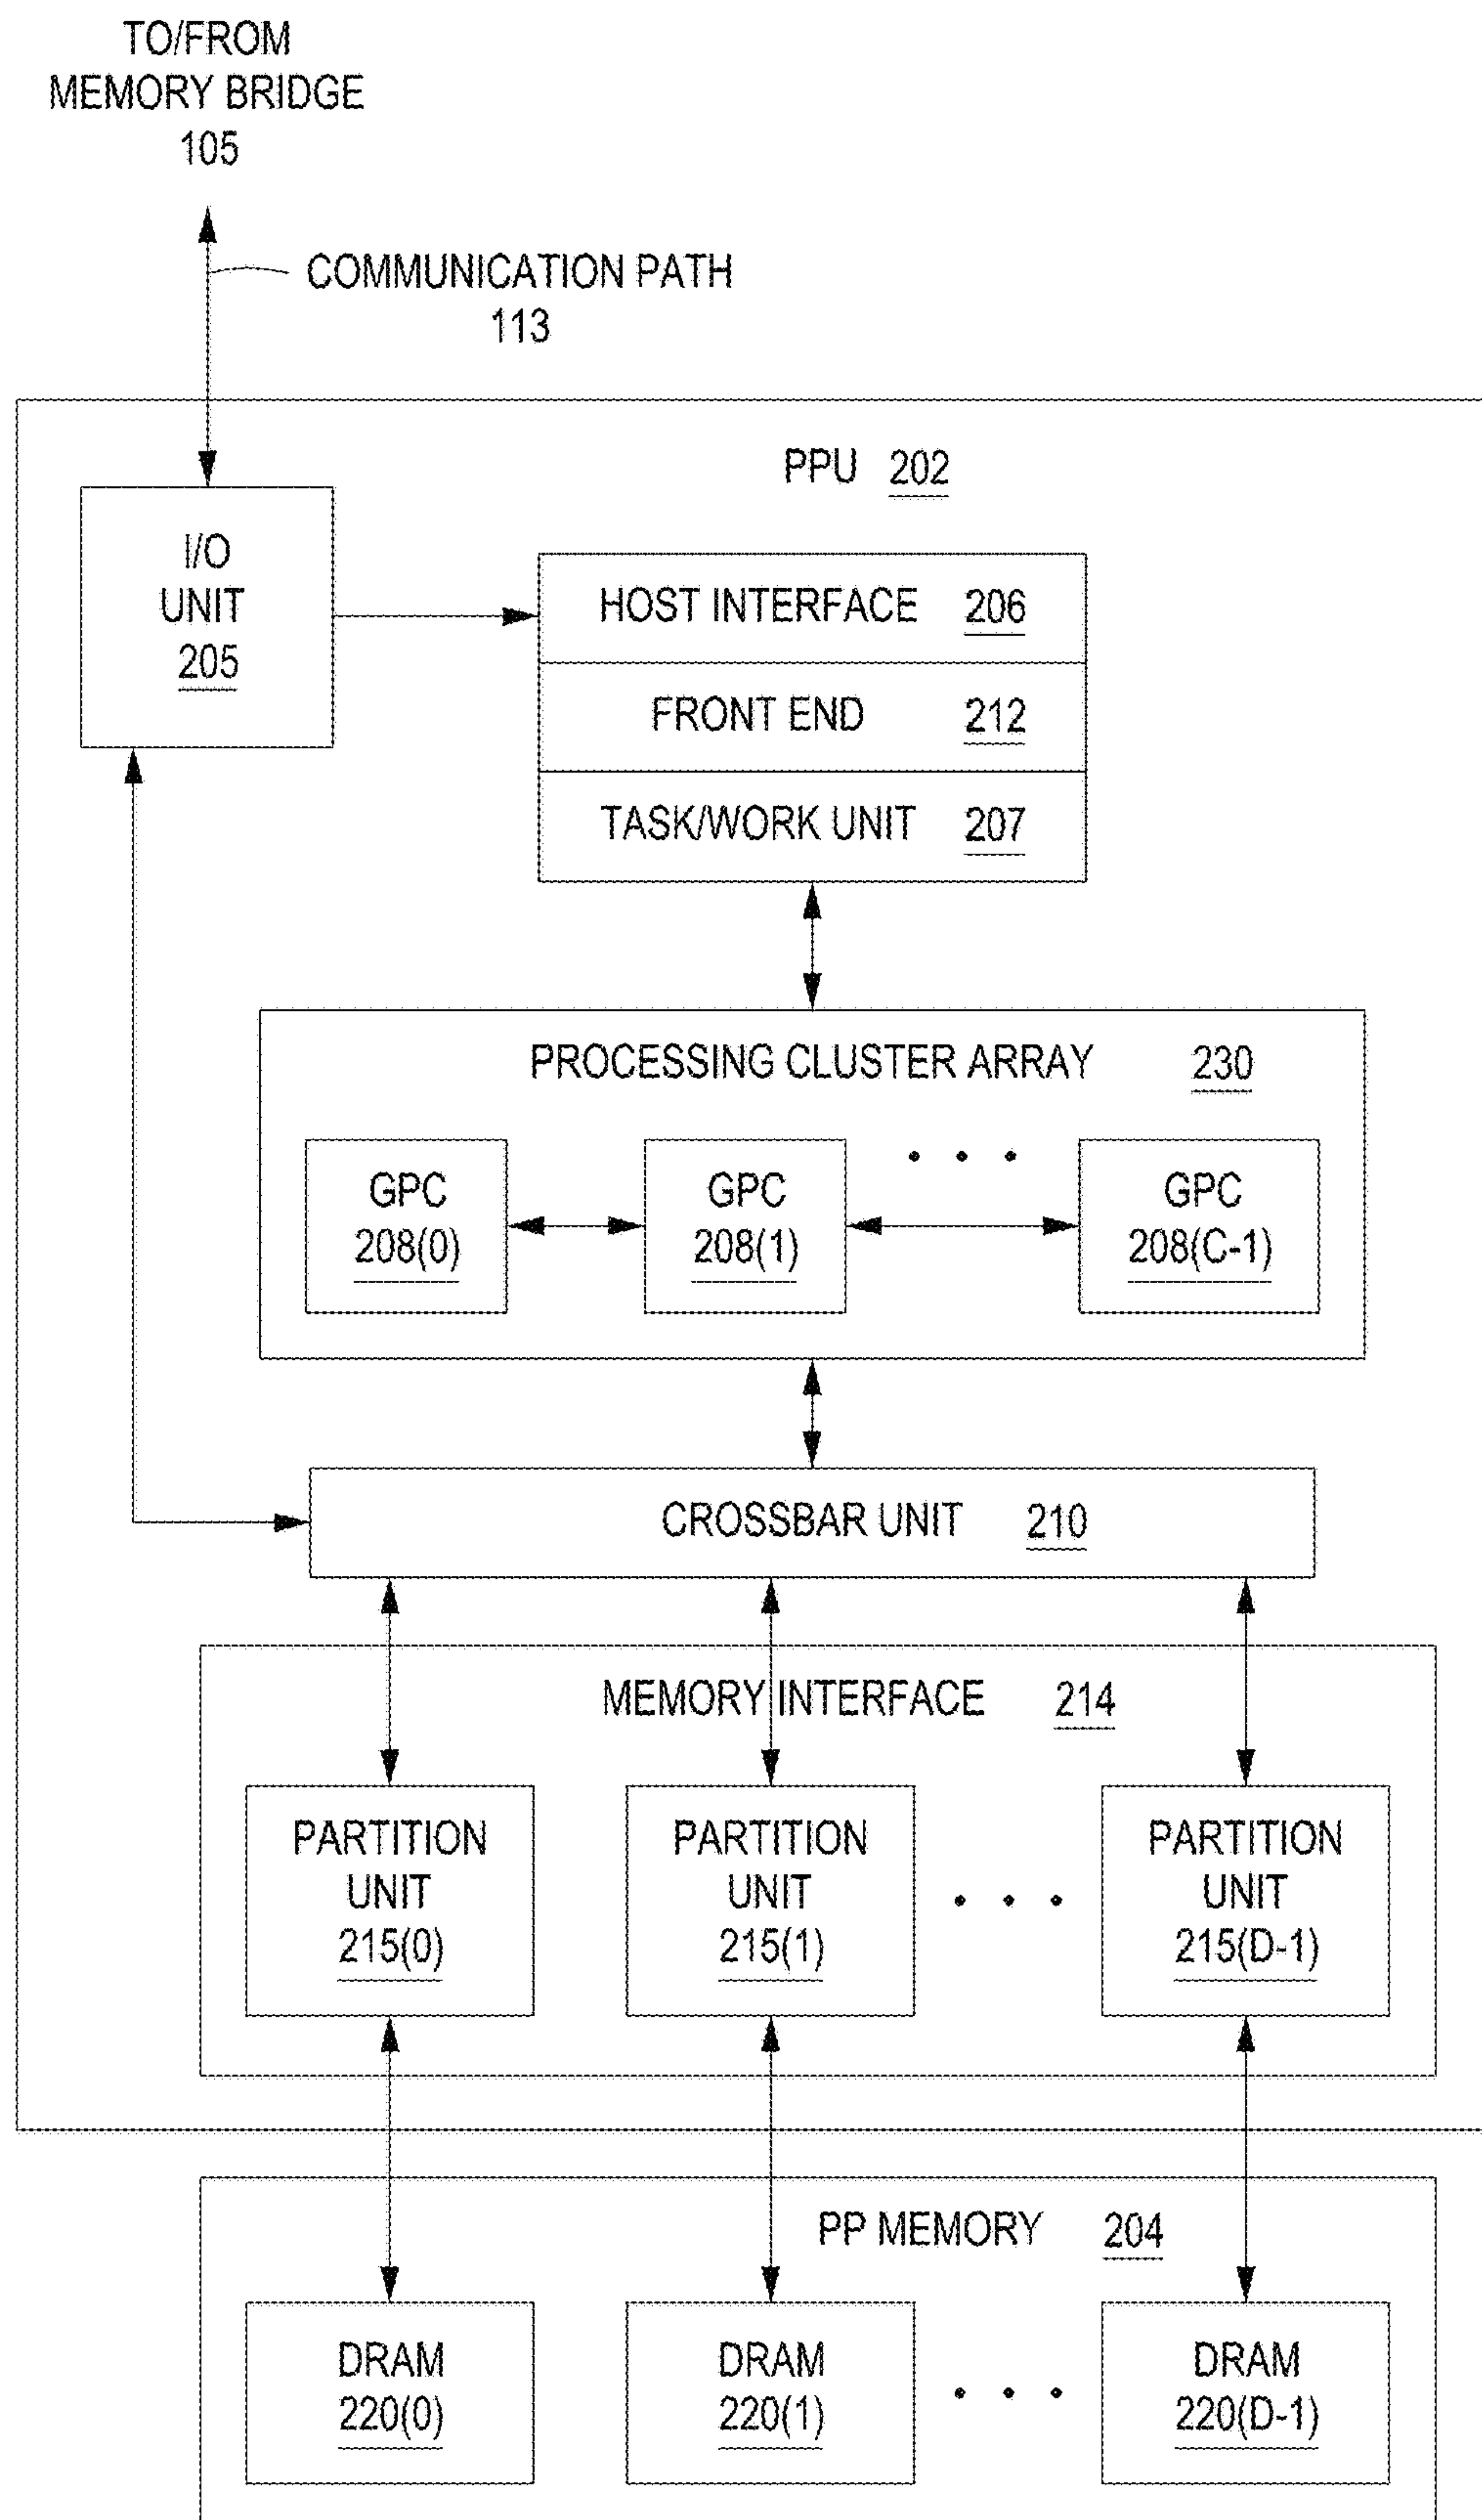 TO/FROM
MEMORY BRIDGE
105
COMMUNICATION PATH
113
PPU 202
I/O
UNIT
205
HOST INTERFACE 206
FRONT END 212
TASK/WORK UNIT 207
PROCESSING CLUSTER ARRAY 230
GPC
208(0)
GPC
208(1)
. . .
GPC
208(C-1)
CROSSBAR UNIT 210
MEMORY INTERFACE 214
PARTITION
UNIT
215(0)
PARTITION
UNIT
215(1)
. . .
PARTITION
UNIT
215(D-1)
PP MEMORY 204
DRAM
220(0)
DRAM
220(1)
. . .
DRAM
220(D-1)